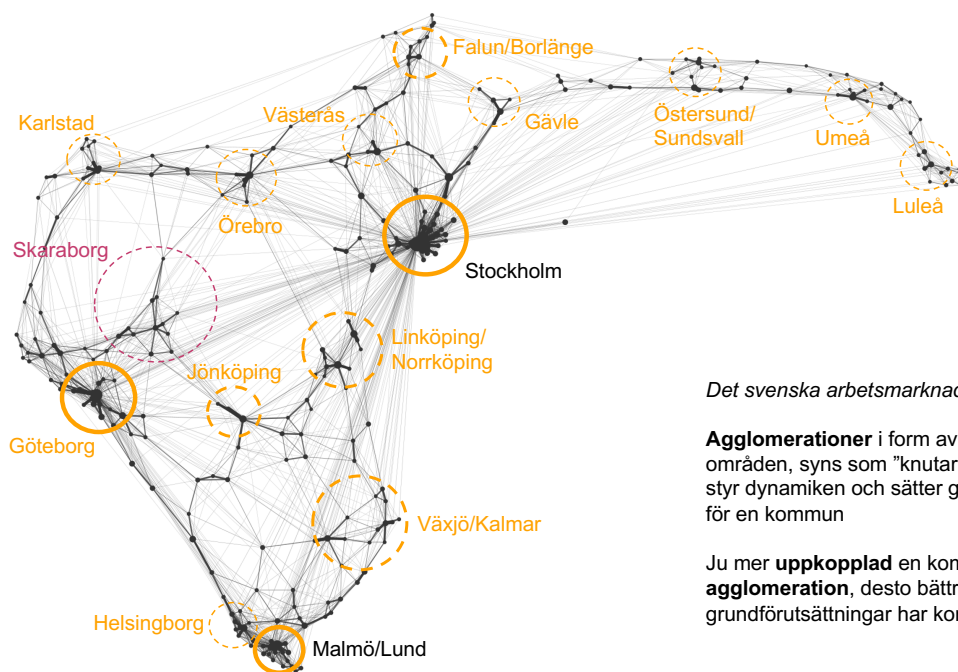 Falun/Borlänge
Karlstad
Västerås
Gävle
Östersund/
Sundsvall
Umeå
Luleå
Örebro
Skaraborg
Stockholm
Linköping/
Norrköping
Jönköping
Göteborg
Växjö/Kalmar
Helsingborg
Malmö/Lund
Det svenska arbetsmarknad
Agglomerationer i form av
områden, syns som ”knutar
styr dynamiken och sätter g
för en kommun
Ju mer uppkopplad en kom
agglomeration, desto bättr
grundförutsättningar har kor